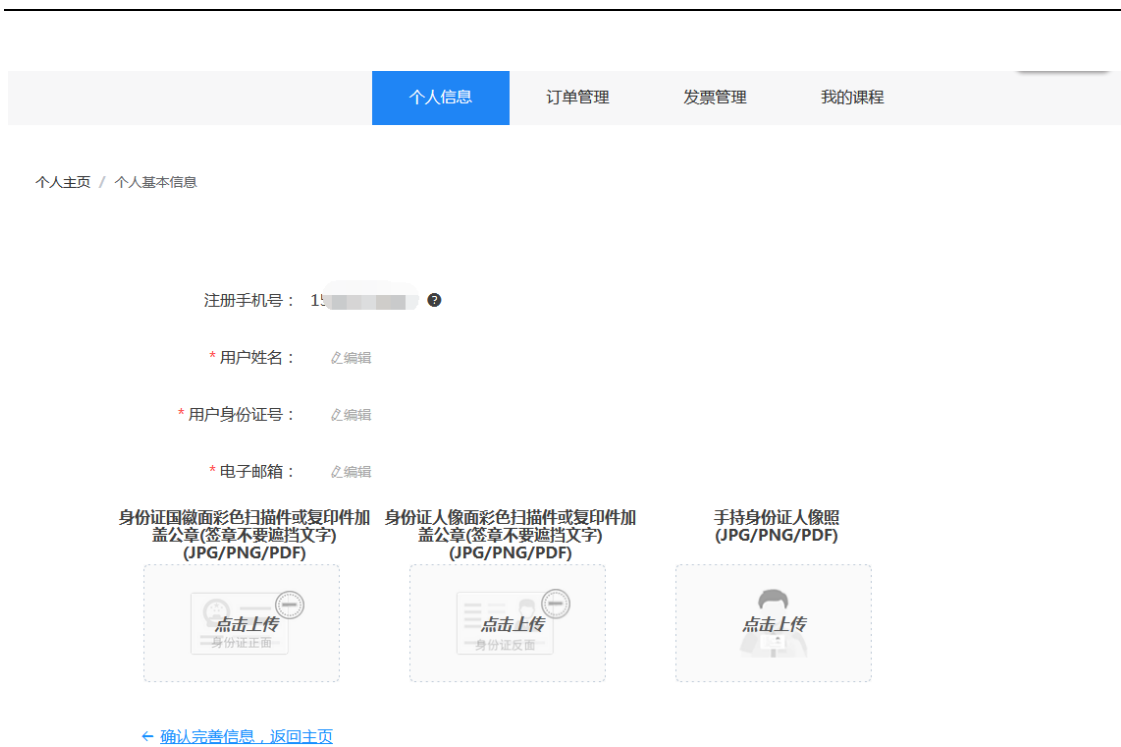 个人信息 订单管理 发票管理 我的课程
个人主页 / 个人基本信息
注册手机号： 15
* 用户姓名： 编辑
* 用户身份证号： 编辑
* 电子邮箱： 编辑
身份证国徽面彩色扫描件或复印件加 身份证人像面彩色扫描件或复印件加 手持身份证人像照
盖公章(签章不要遮挡文字) 盖公章(签章不要遮挡文字) (JPG/PNG/PDF)
(JPG/PNG/PDF) (JPG/PNG/PDF)
点击上传 点击上传 点击上传
身份证正面 身份证反面
← 确认完善信息，返回主页